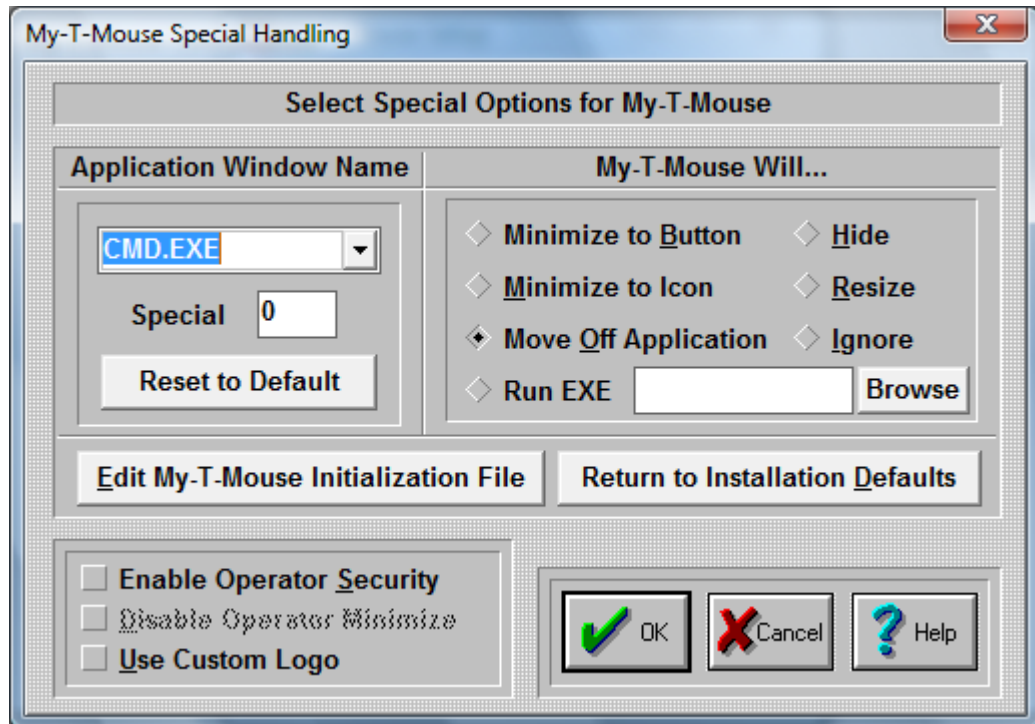 My-T-Mouse Special Handling
Select Special Options for My-T-Mouse
Application Window Name
My-T-Mouse Will...
CMD.EXE
Special 0
Reset to Default
Minimize to Button
Hide
Minimize to Icon
Resize
Move Off Application
Ignore
Run EXE
Browse
Edit My-T-Mouse Initialization File
Return to Installation Defaults
Enable Operator Security
Disable Operator Minimize
Use Custom Logo
OK
Cancel
Help